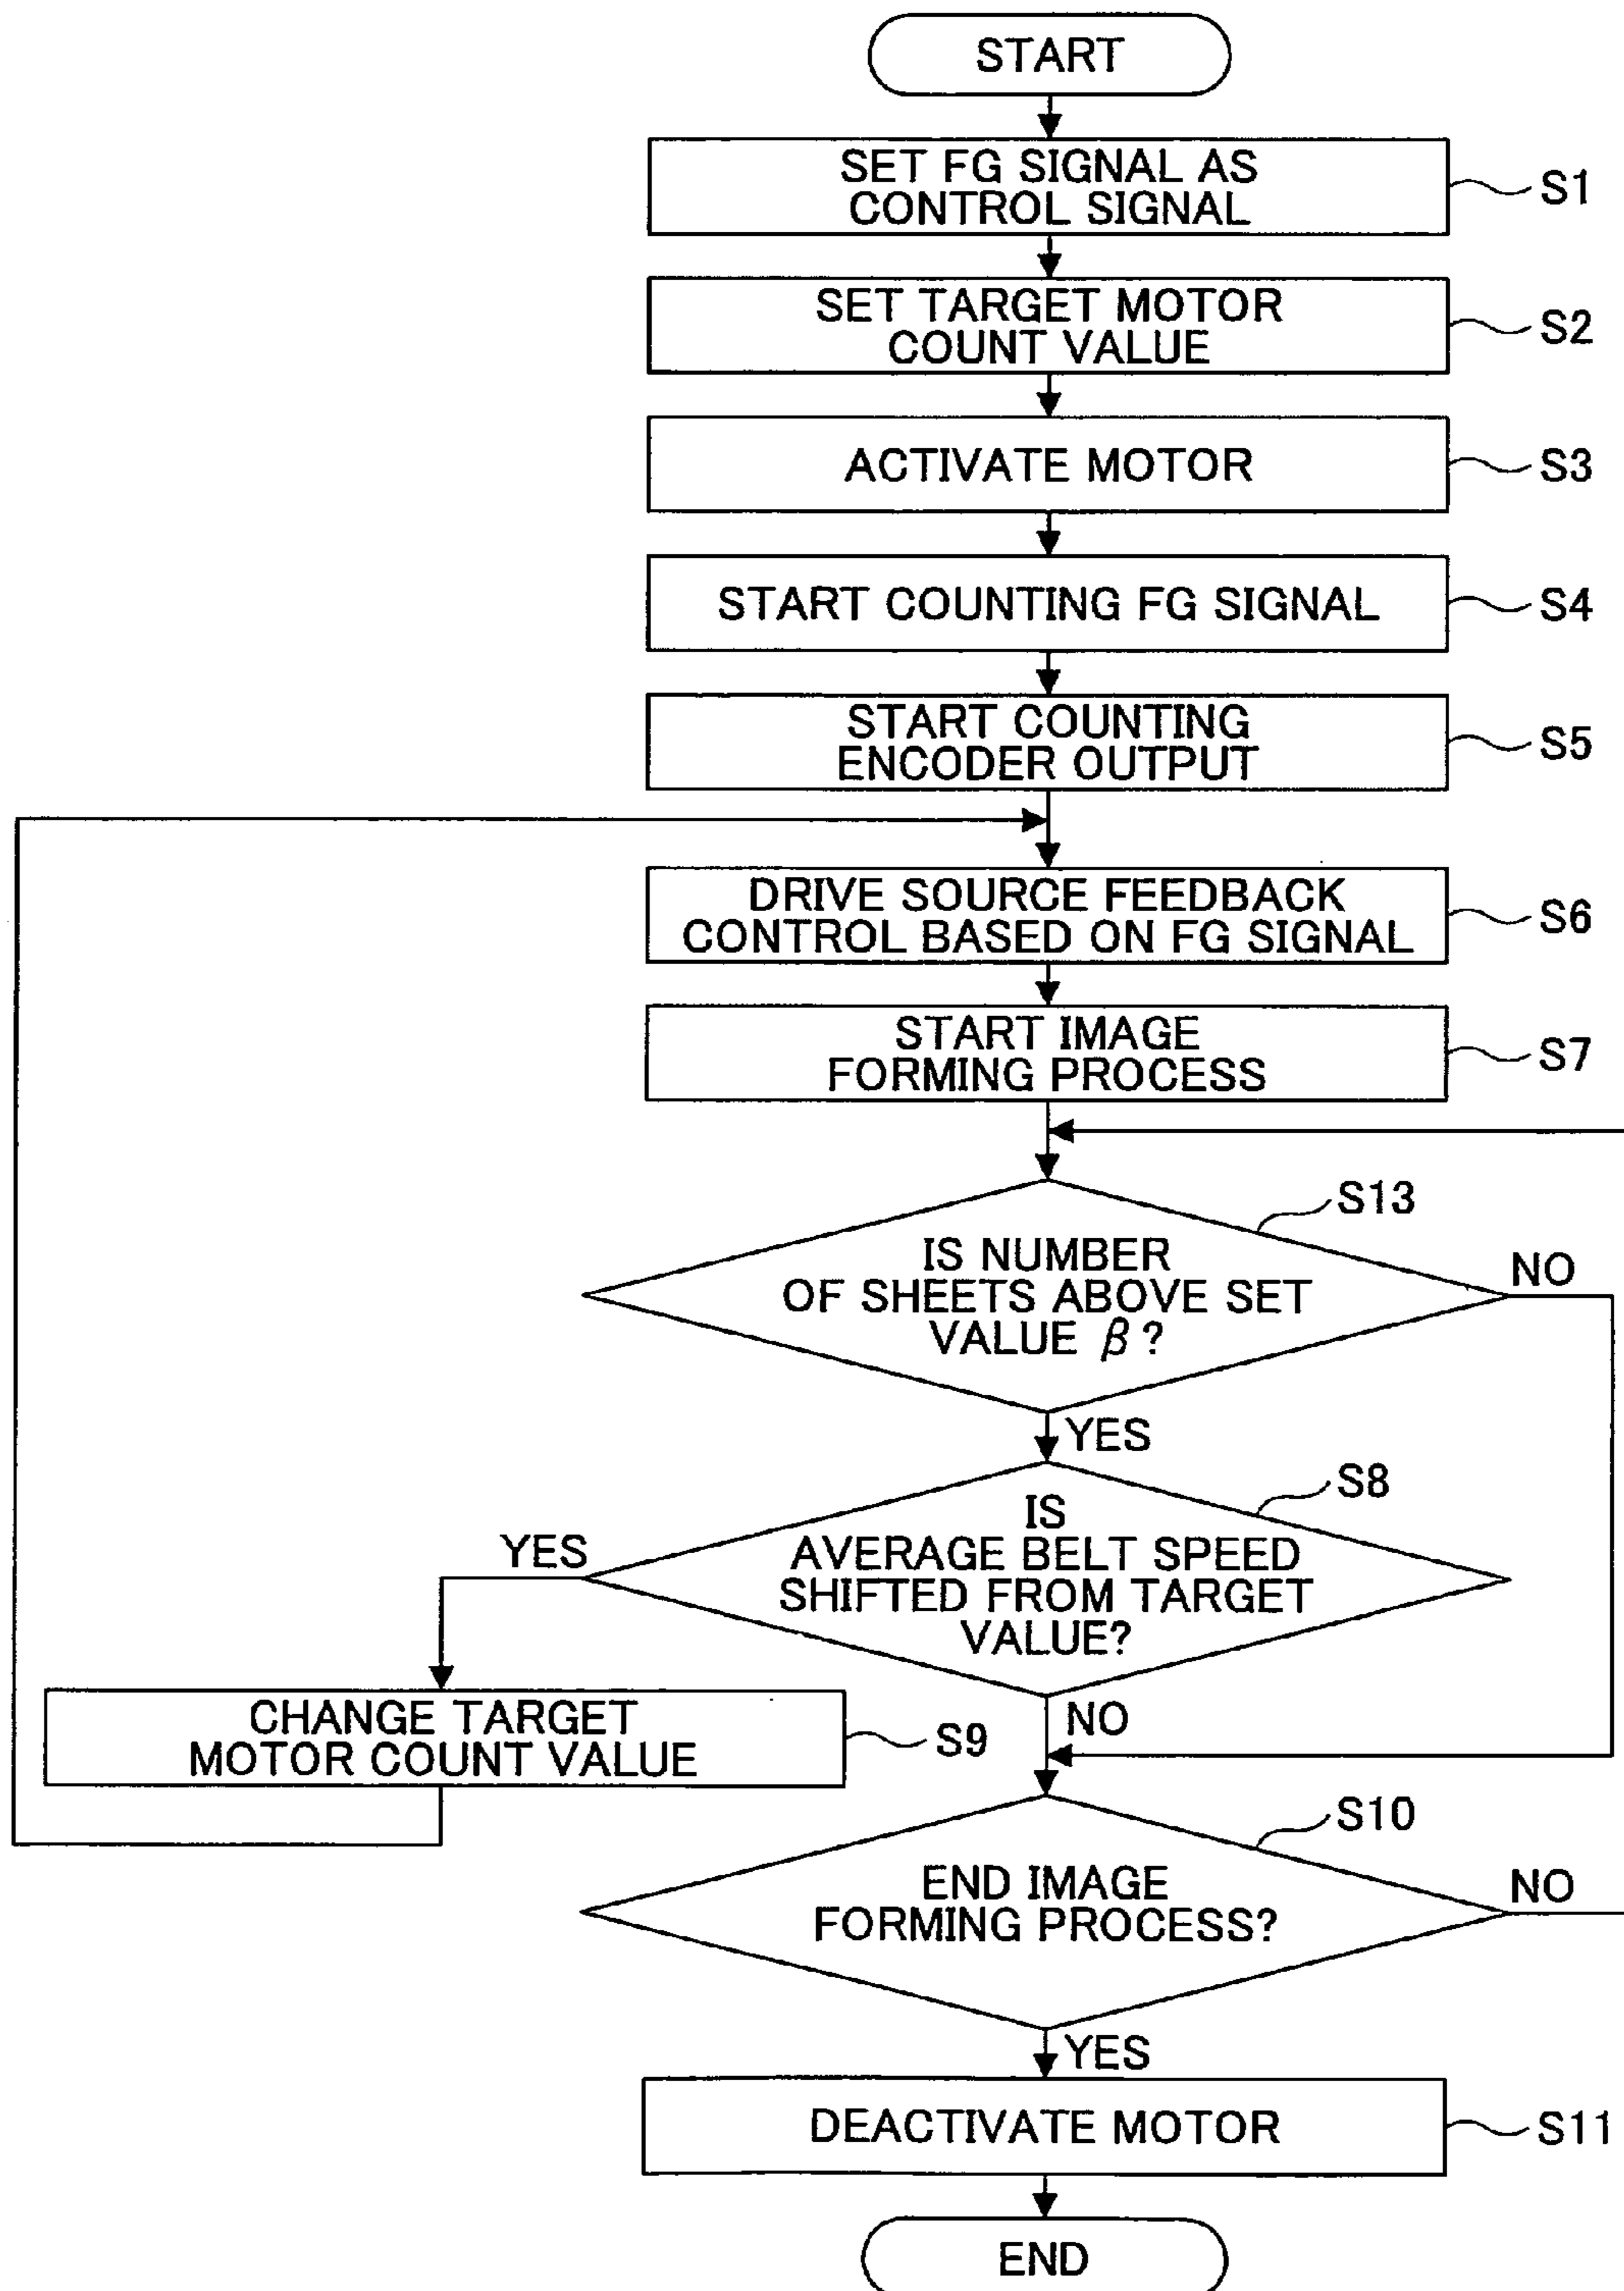 START
SET FG SIGNAL AS
CONTROL SIGNAL
S1
SET TARGET MOTOR
COUNT VALUE
S2
ACTIVATE MOTOR
S3
START COUNTING FG SIGNAL
S4
START COUNTING
ENCODER OUTPUT
S5
DRIVE SOURCE FEEDBACK
CONTROL BASED ON FG SIGNAL
S6
START IMAGE
FORMING PROCESS
S7
S13
IS NUMBER
OF SHEETS ABOVE SET
VALUE β?
NO
YES
S8
IS
AVERAGE BELT SPEED
SHIFTED FROM TARGET
VALUE?
YES
NO
CHANGE TARGET
MOTOR COUNT VALUE
S9
S10
END IMAGE
FORMING PROCESS?
NO
YES
DEACTIVATE MOTOR
S11
END